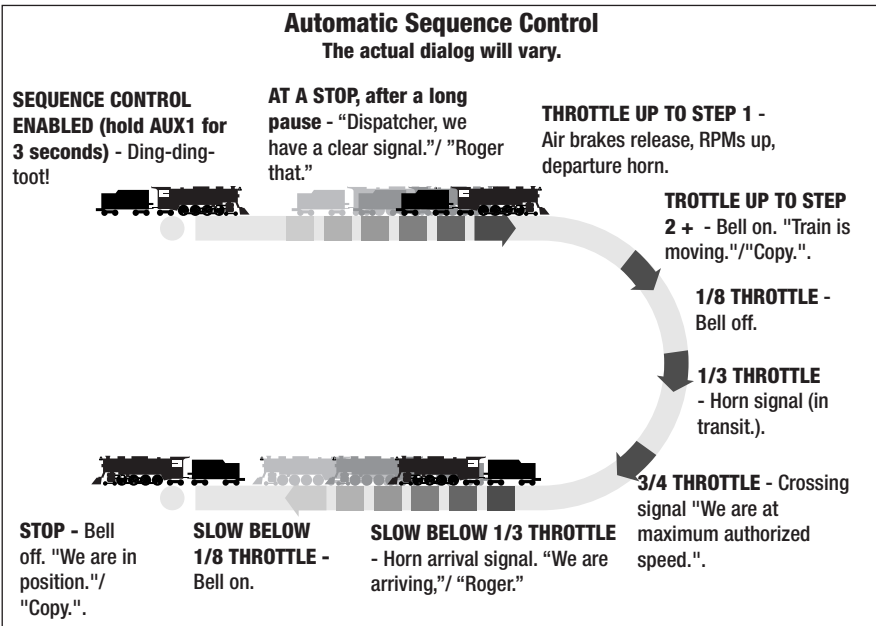 Automatic Sequence Control
The actual dialog will vary.
SEQUENCE CONTROL
ENABLED (hold AUX1 for
3 seconds) - Ding-ding-
toot!
AT A STOP, after a long
pause - “Dispatcher, we
have a clear signal.”/ ”Roger
that.”
THROTTLE UP TO STEP 1 -
Air brakes release, RPMs up,
departure horn.
TROTTLE UP TO STEP
2 + - Bell on. "Train is
moving."/"Copy.".
1/8 THROTTLE -
Bell off.
1/3 THROTTLE
- Horn signal (in
transit.).
3/4 THROTTLE - Crossing
signal "We are at
maximum authorized
speed.".
SLOW BELOW 1/3 THROTTLE
- Horn arrival signal. “We are
arriving,”/ “Roger.”
SLOW BELOW
1/8 THROTTLE -
Bell on.
STOP - Bell
off. "We are in
position."/
"Copy.".